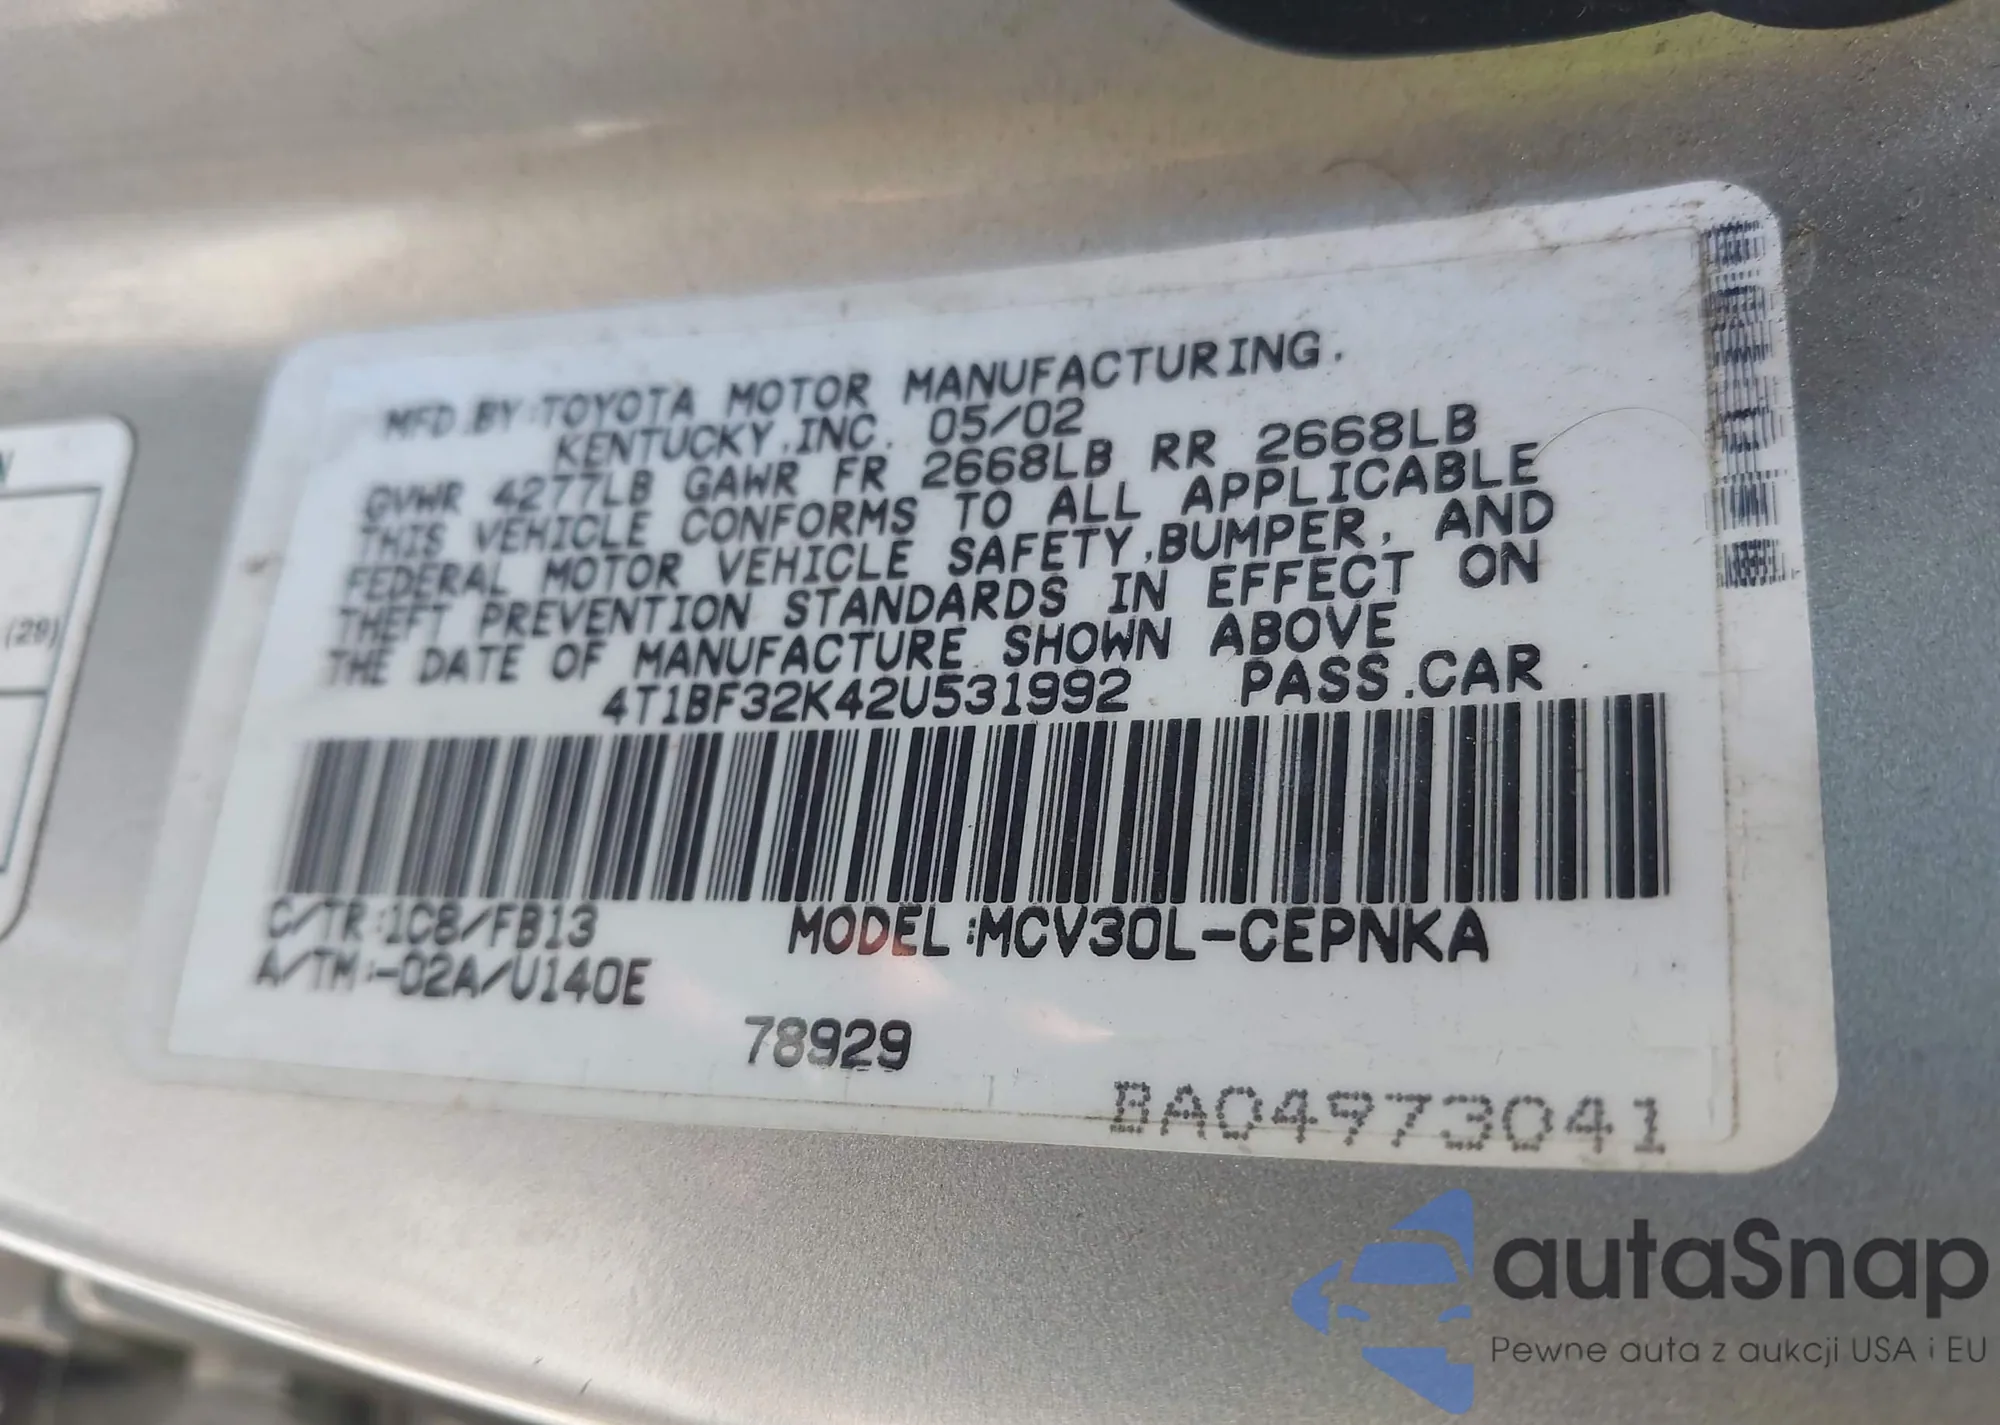 MFD.BY:TOYOTA MOTOR MANUFACTURING.
KENTUCKY,INC. 05/02
GVWR 4277LB GAWR FR 2668LB RR 2668LB
THIS VEHICLE CONFORMS TO ALL APPLICABLE
FEDERAL MOTOR VEHICLE SAFETY,BUMPER, AND
THEFT PREVENTION STANDARDS IN EFFECT ON
THE DATE OF MANUFACTURE SHOWN ABOVE
4T1BF32K42U531992 PASS.CAR
C/TR:1C8/FB13 MODEL:MCV30L-CEPNKA
A/TM:-02A/U140E
78929
BA04973041
N
(29)
autaSnap
Pewne auta z aukcji USA i EU